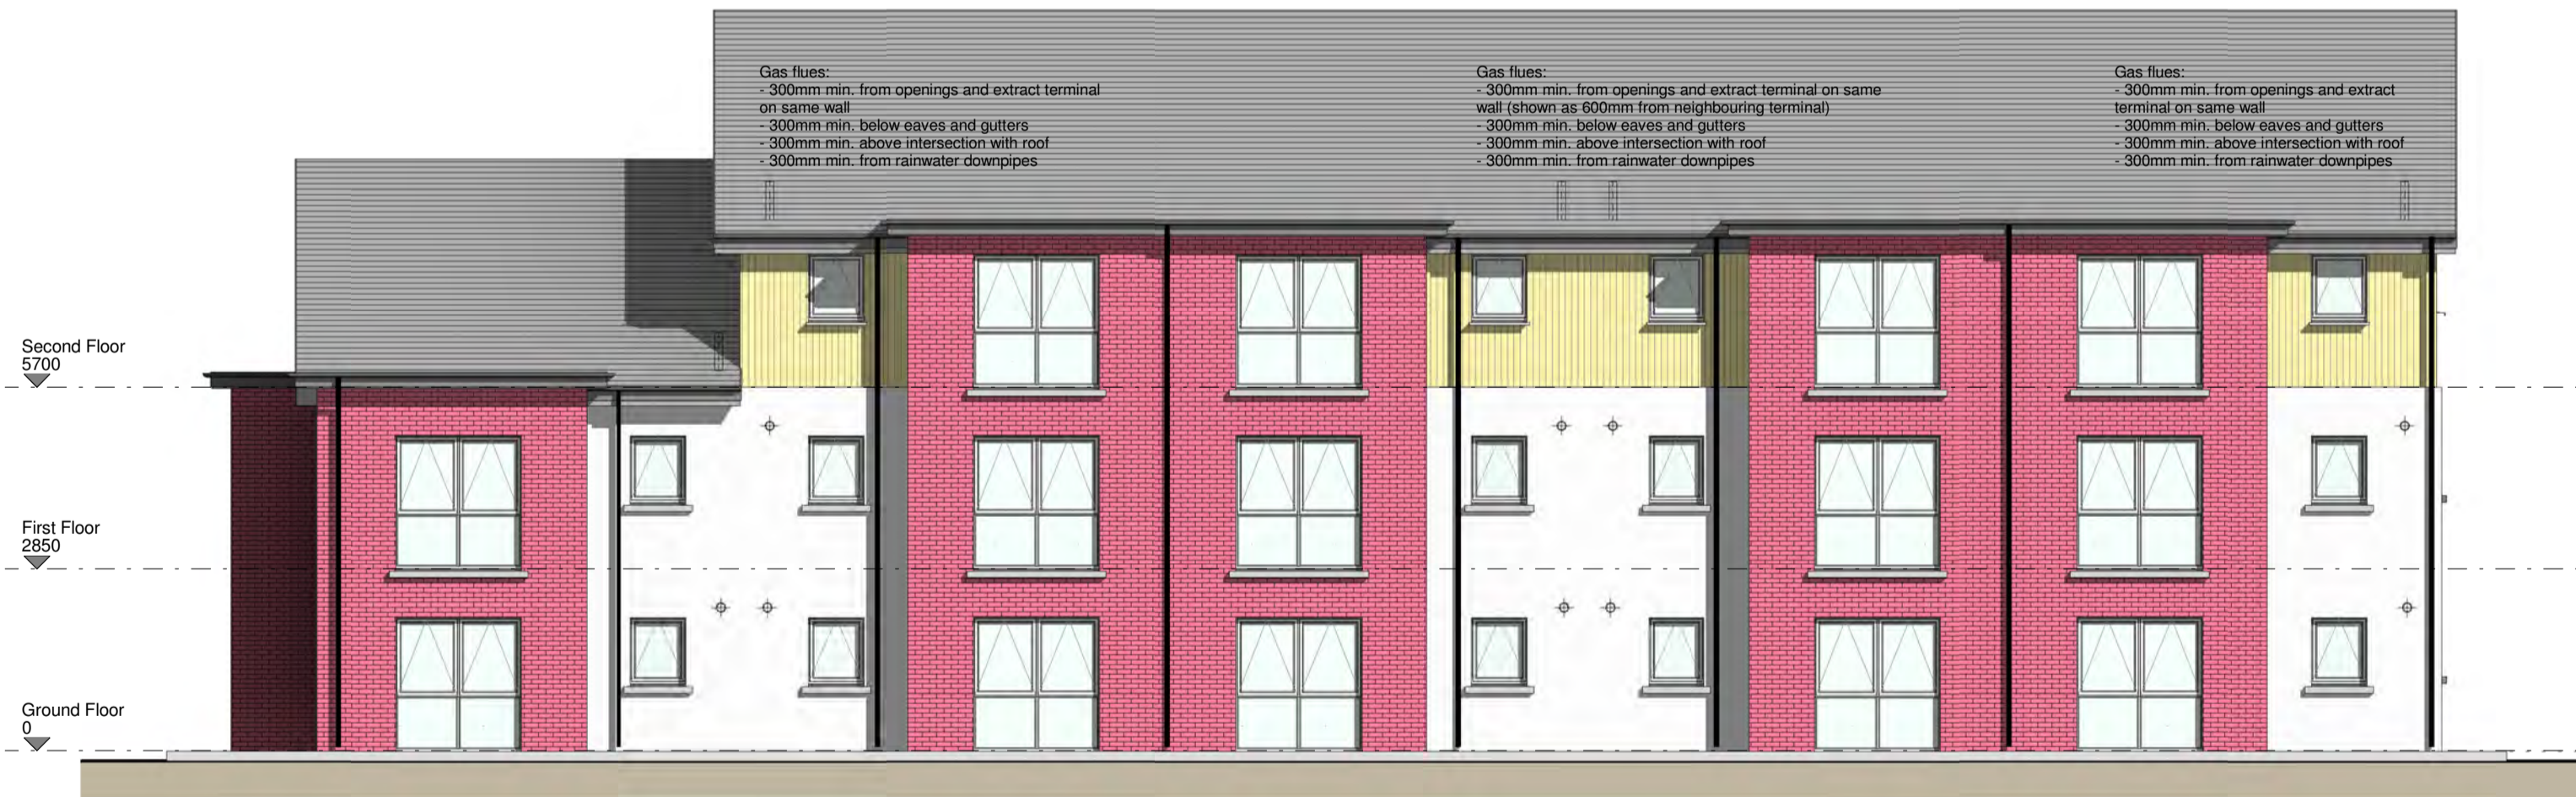 Gas flues:
- 300mm min. from openings and extract terminal
on same wall
- 300mm min. below eaves and gutters
- 300mm min. above intersection with roof
- 300mm min. from rainwater downpipes
Gas flues:
- 300mm min. from openings and extract terminal on same
wall (shown as 600mm from neighbouring terminal)
- 300mm min. below eaves and gutters
- 300mm min. above intersection with roof
- 300mm min. from rainwater downpipes
Gas flues:
- 300mm min. from openings and extract
terminal on same wall
- 300mm min. below eaves and gutters
- 300mm min. above intersection with roof
- 300mm min. from rainwater downpipes
Second Floor
5700
First Floor
2850
Ground Floor
0